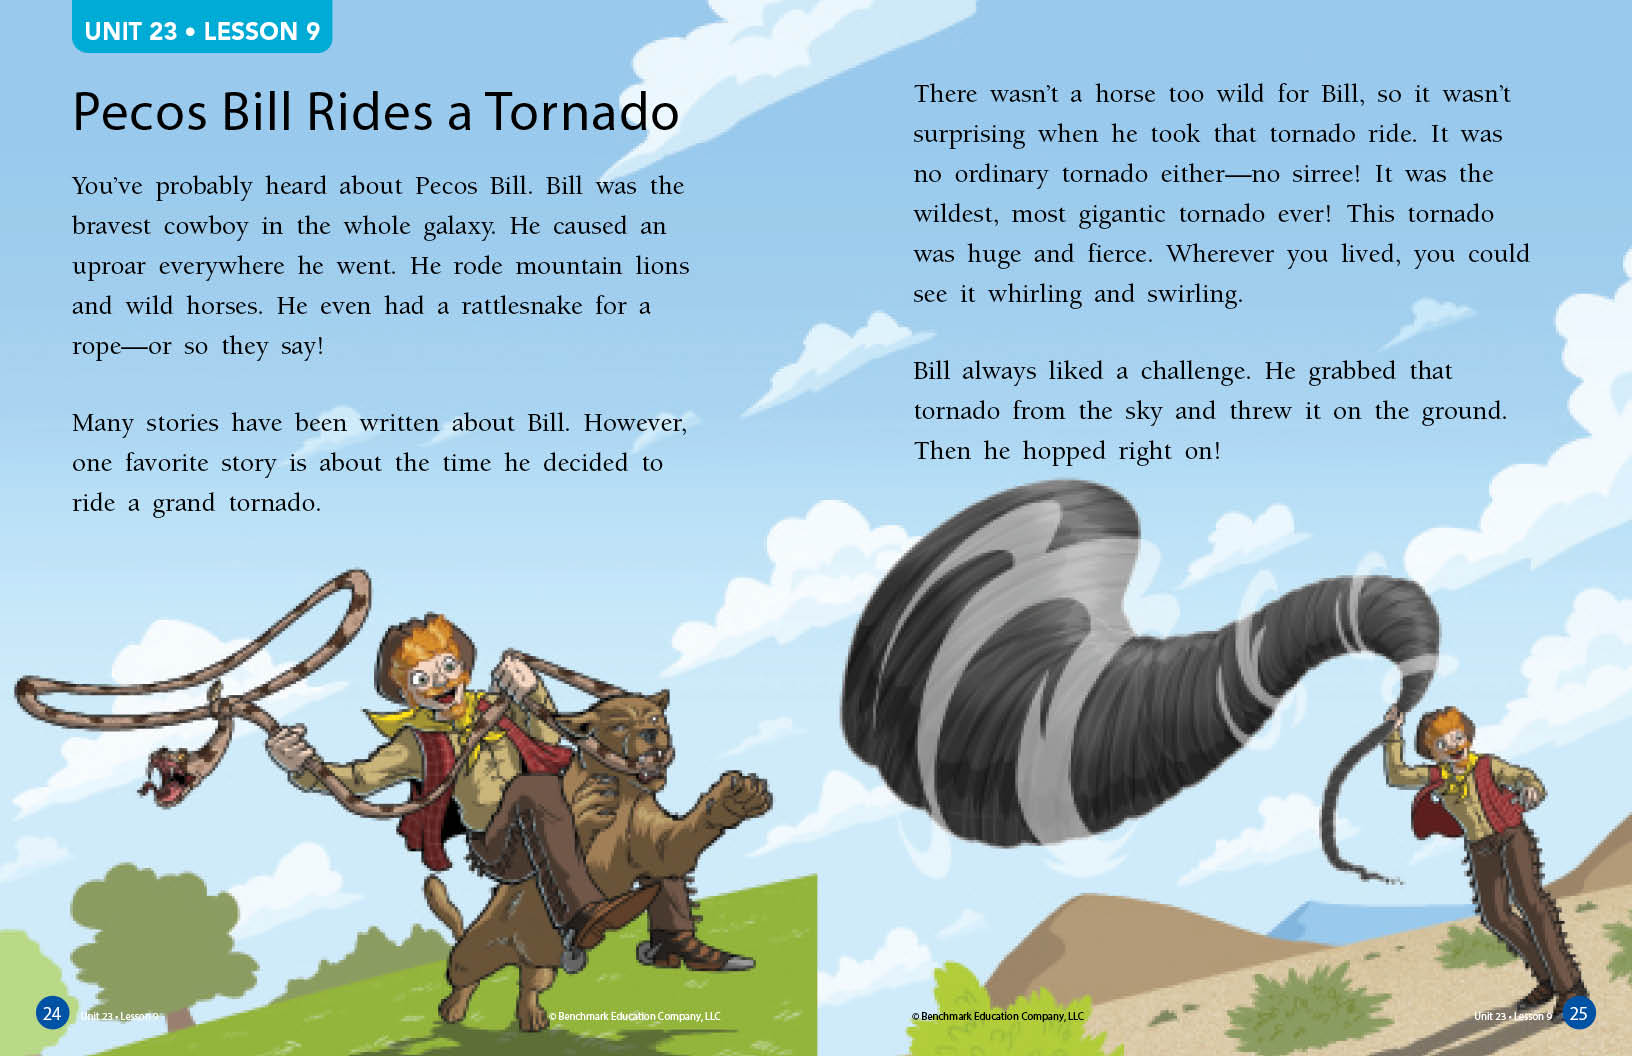 UNIT 23 • LESSON 9
Pecos Bill Rides a Tornado
You’ve probably heard about Pecos Bill. Bill was the
bravest cowboy in the whole galaxy. He caused an
uproar everywhere he went. He rode mountain lions
and wild horses. He even had a rattlesnake for a
rope—or so they say!
Many stories have been written about Bill. However,
one favorite story is about the time he decided to
ride a grand tornado.
24
Unit 23 • Lesson 9
© Benchmark Education Company, LLC
There wasn’t a horse too wild for Bill, so it wasn’t
surprising when he took that tornado ride. It was
no ordinary tornado either—no sirree! It was the
wildest, most gigantic tornado ever! This tornado
was huge and fierce. Wherever you lived, you could
see it whirling and swirling.
Bill always liked a challenge. He grabbed that
tornado from the sky and threw it on the ground.
Then he hopped right on!
© Benchmark Education Company, LLC
Unit 23 • Lesson 9
25